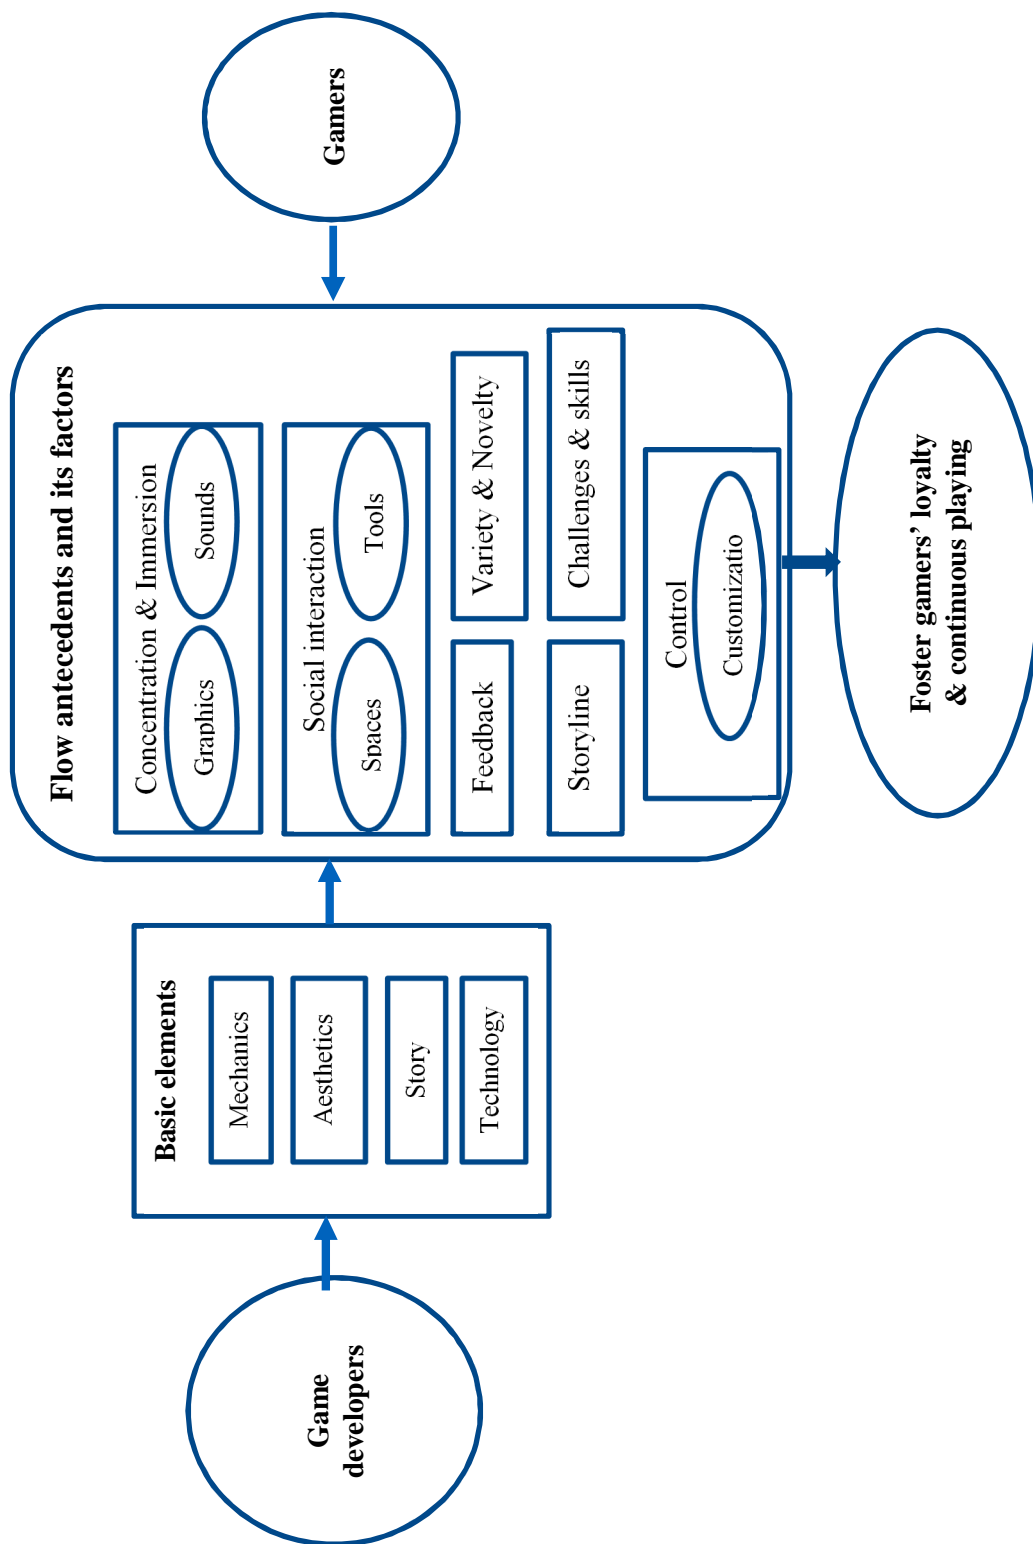 Game
developers
Basic elements
Mechanics
Aesthetics
Story
Technology
Flow antecedents and its factors
Concentration & Immersion
Graphics
Sounds
Social interaction
Spaces
Tools
Feedback
Variety & Novelty
Storyline
Challenges & skills
Control
Customizatio
Gamers
Foster gamers’ loyalty
& continuous playing